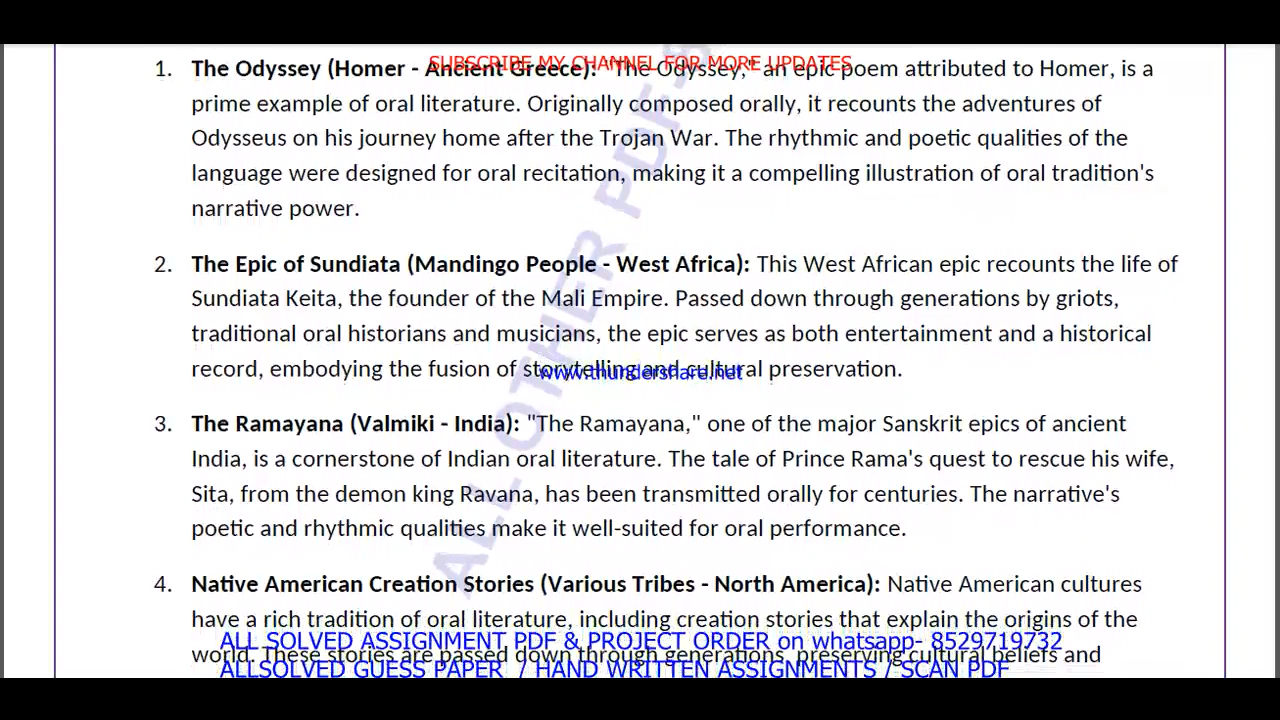 SUBSCRIBE MY CHANNEL FOR MORE UPDATES
1. The Odyssey (Homer - Ancient Greece): "The Odyssey," an epic poem attributed to Homer, is a
prime example of oral literature. Originally composed orally, it recounts the adventures of
Odysseus on his journey home after the Trojan War. The rhythmic and poetic qualities of the
language were designed for oral recitation, making it a compelling illustration of oral tradition's
narrative power.
2. The Epic of Sundiata (Mandingo People - West Africa): This West African epic recounts the life of
Sundiata Keita, the founder of the Mali Empire. Passed down through generations by griots,
traditional oral historians and musicians, the epic serves as both entertainment and a historical
record, embodying the fusion of storytelling and cultural preservation.
www.thundershare.net
3. The Ramayana (Valmiki - India): "The Ramayana," one of the major Sanskrit epics of ancient
India, is a cornerstone of Indian oral literature. The tale of Prince Rama's quest to rescue his wife,
Sita, from the demon king Ravana, has been transmitted orally for centuries. The narrative's
poetic and rhythmic qualities make it well-suited for oral performance.
4. Native American Creation Stories (Various Tribes - North America): Native American cultures
have a rich tradition of oral literature, including creation stories that explain the origins of the
ALL SOLVED ASSIGNMENT PDF & PROJECT ORDER on whatsapp- 8529719732
world. These stories are passed down through generations, preserving cultural beliefs and
ALLSOLVED GUESS PAPER / HAND WRITTEN ASSIGNMENTS / SCAN PDF
ALL OTHER PDF-